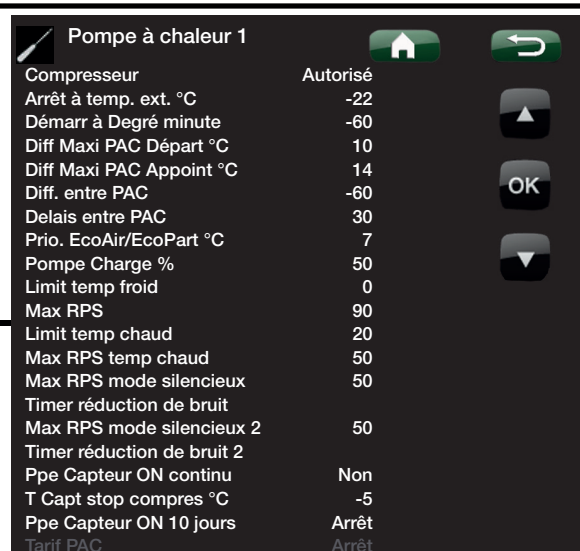 Pompe à chaleur 1
Compresseur Autorisé
Arrêt à temp. ext. °C -22
Démarr à Degré minute -60
Diff Maxi PAC Départ °C 10
Diff Maxi PAC Appoint °C 14
Diff. entre PAC -60
Delais entre PAC 30
Prio. EcoAir/EcoPart °C 7
Pompe Charge % 50
Limit temp froid 0
Max RPS 90
Limit temp chaud 20
Max RPS temp chaud 50
Max RPS mode silencieux 50
Timer réduction de bruit
Max RPS mode silencieux 2 50
Timer réduction de bruit 2
Ppe Capteur ON continu Non
T Capt stop compres °C -5
Ppe Capteur ON 10 jours Arrêt
Tarif PAC Arrêt
OK